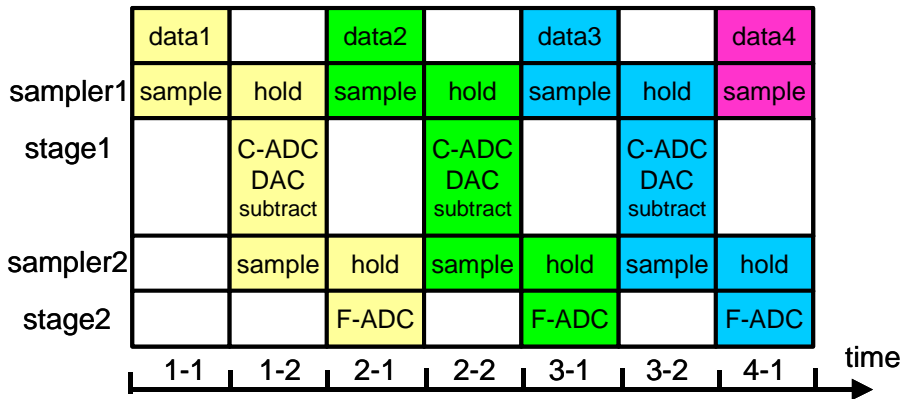 data1 data2 data3 data4
sampler1 sample hold sample hold sample hold sample
stage1 C-ADC C-ADC C-ADC
DAC DAC DAC
subtract subtract subtract
sampler2 sample hold sample hold sample hold
stage2 F-ADC F-ADC F-ADC
1-1 1-2 2-1 2-2 3-1 3-2 4-1 time